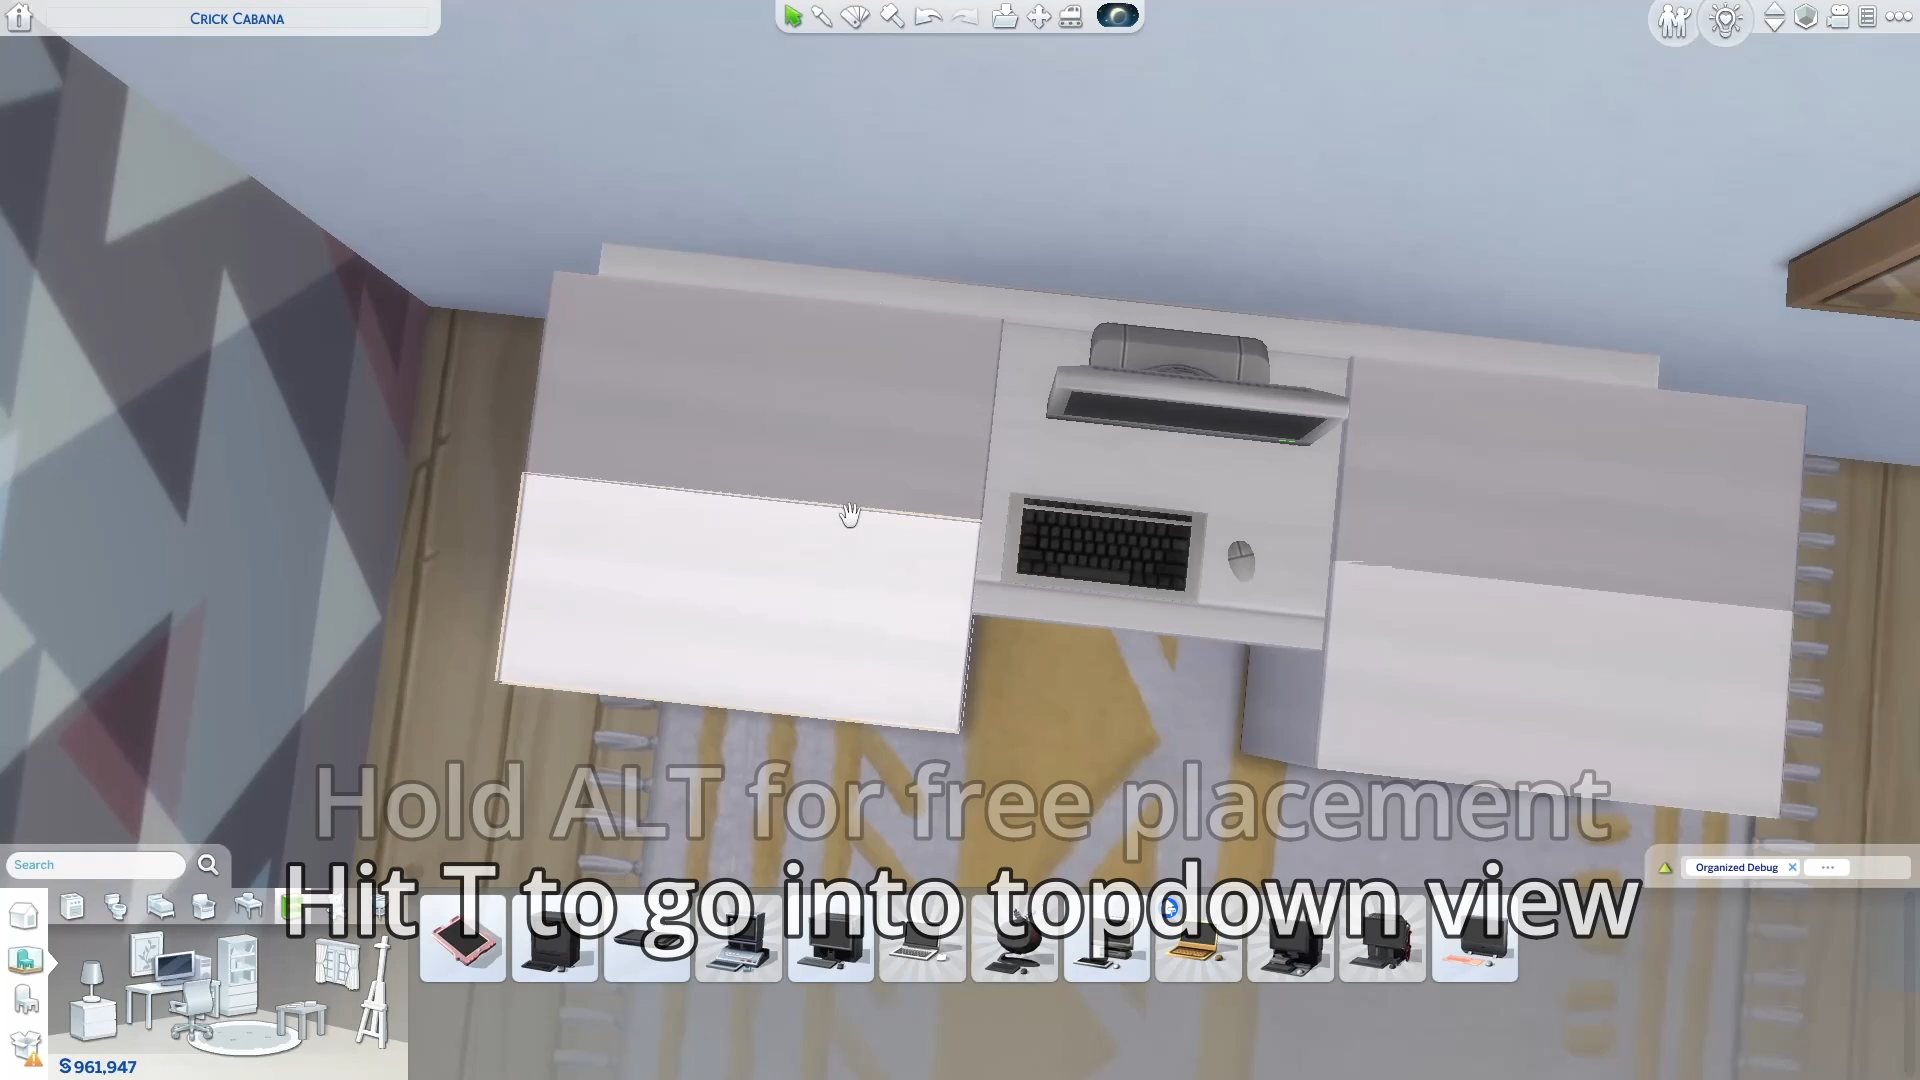 CRICK CABANA
Hold ALT for free placement
Search
Organized Debug
Hit T to go into topdown view
§961,947